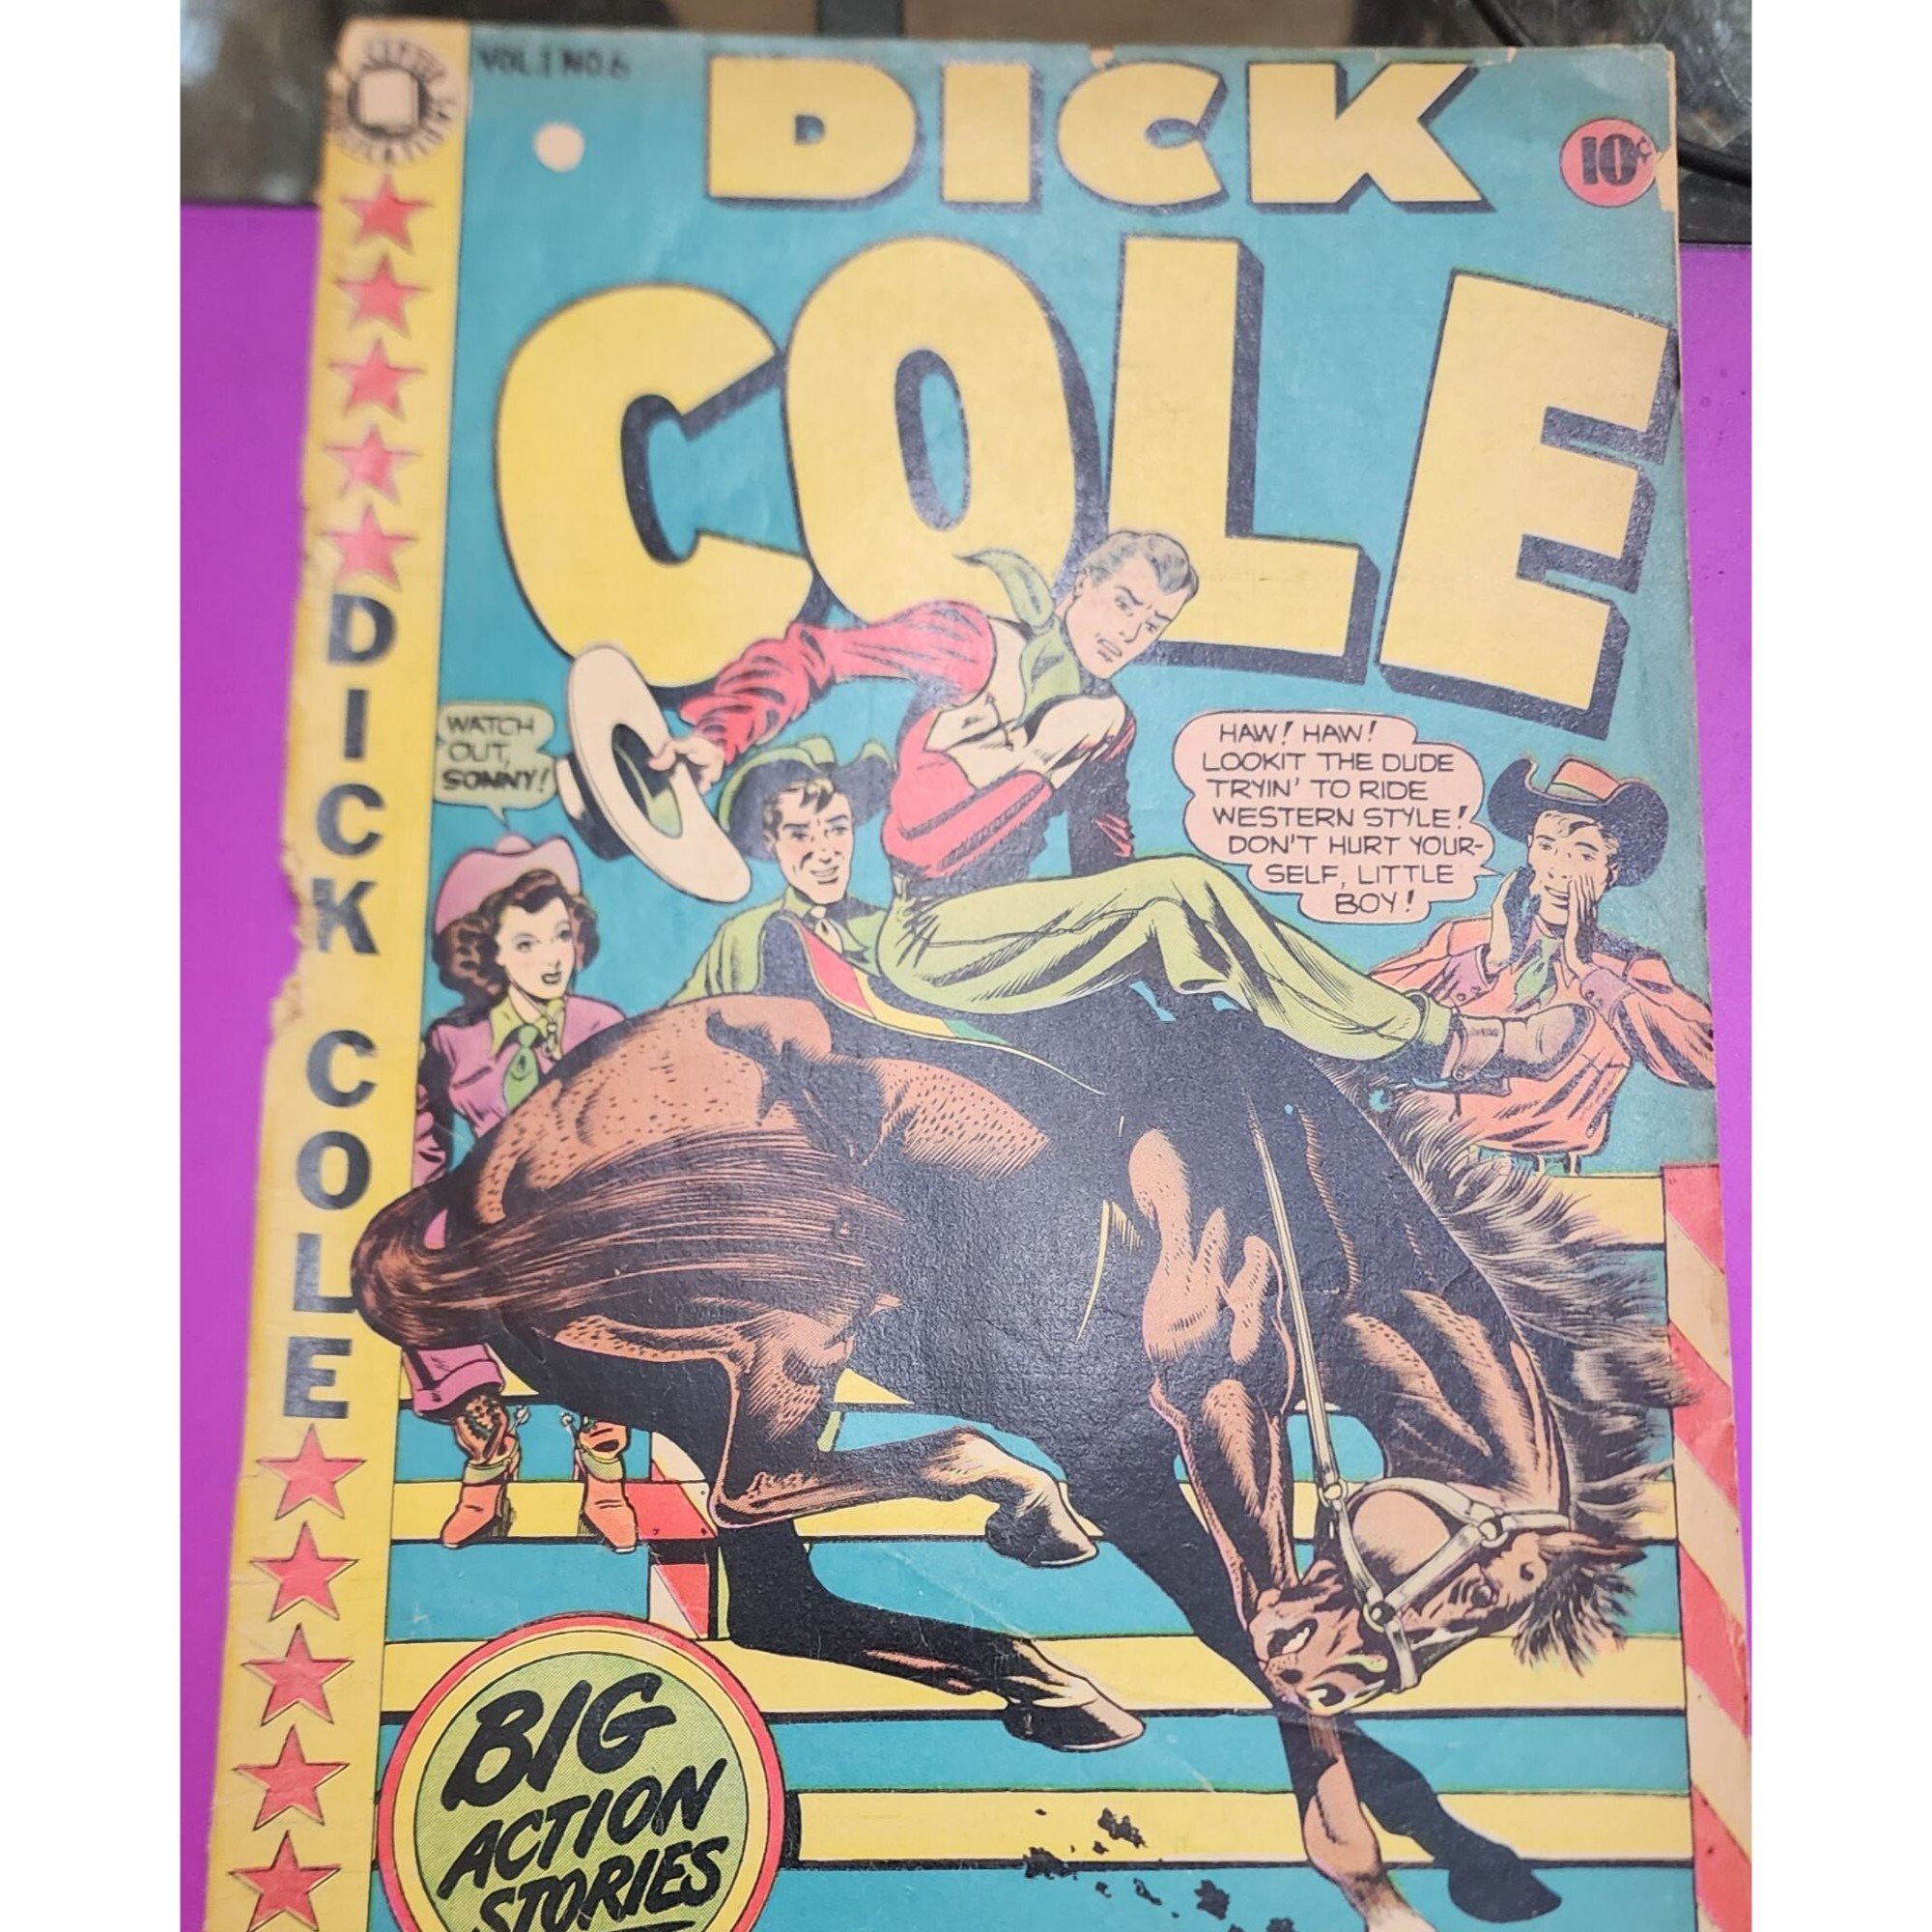 VOL. 1 NO. 6
DICK
10¢
COLE
DICK COLE
WATCH
OUT,
SONNY!
HAW! HAW!
LOOKIT THE DUDE
TRYIN' TO RIDE
WESTERN STYLE!
DON'T HURT YOUR-
SELF, LITTLE
BOY!
BIG
ACTION
STORIES